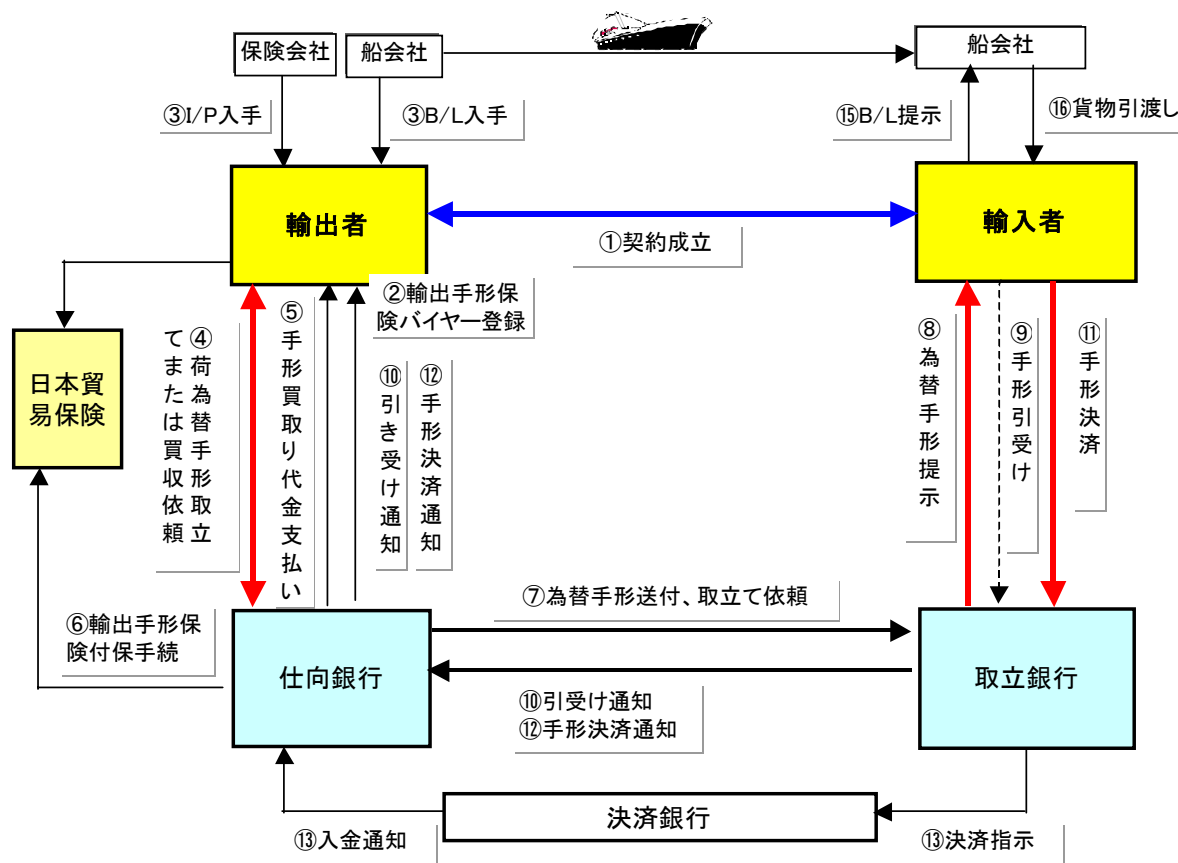 保険会社
船会社
船会社
③I/P入手
③B/L入手
⑮B/L提示
⑯貨物引渡し
輸出者
輸入者
①契約成立
②輸出手形保
険バイヤー登録
日本貿
易保険
④荷為替手形取立
てまたは買収依頼
⑤手形買取り代金支払い
⑩引き受け通知
⑫手形決済通知
⑧為替手形提示
⑨手形引受け
⑪手形決済
⑥輸出手形保
険付保手続
⑦為替手形送付、取立て依頼
仕向銀行
取立銀行
⑩引受け通知
⑫手形決済通知
決済銀行
⑬入金通知
⑬決済指示